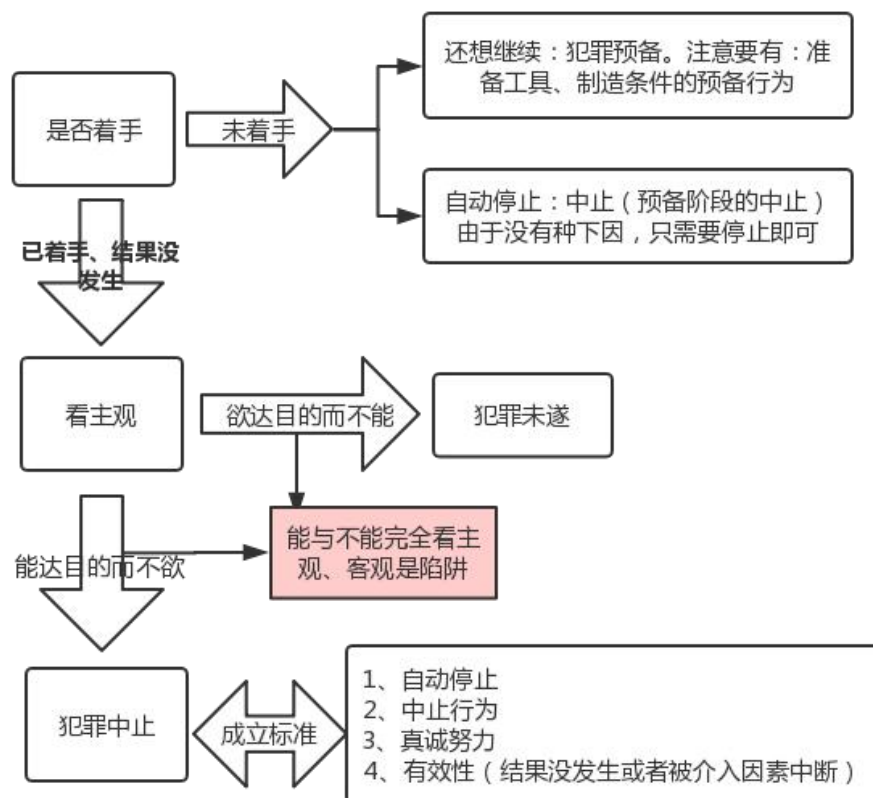 还想继续：犯罪预备。注意要有：准
备工具、制造条件的预备行为
是否着手
未着手
自动停止：中止（预备阶段的中止）
由于没有种下因，只需要停止即可
已着手、结果没
发生
看主观
欲达目的而不能
犯罪未遂
能与不能完全看主
观、客观是陷阱
能达目的而不欲
犯罪中止
成立标准
1、自动停止
2、中止行为
3、真诚努力
4、有效性（结果没发生或者被介入因素中断）